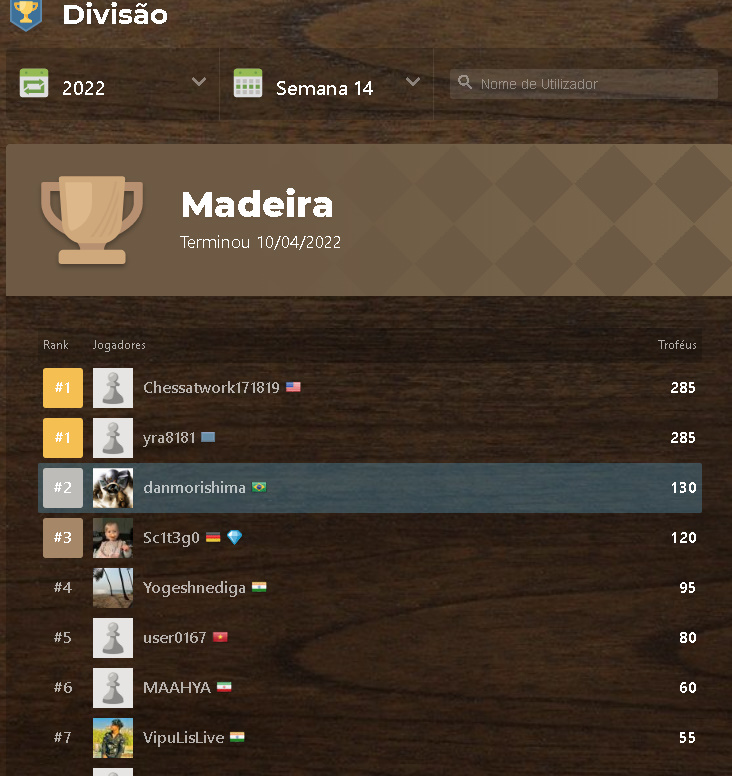 Divisão
2022
Semana 14
Nome de Utilizador
Madeira
Terminou 10/04/2022
Rank Jogadores Troféus
#1 Chessatwork171819 285
#1 yra8181 285
#2 danmorishima 130
#3 Sc1t3g0 120
#4 Yogeshnediga 95
#5 user0167 80
#6 MAAHYA 60
#7 VipuLisLive 55